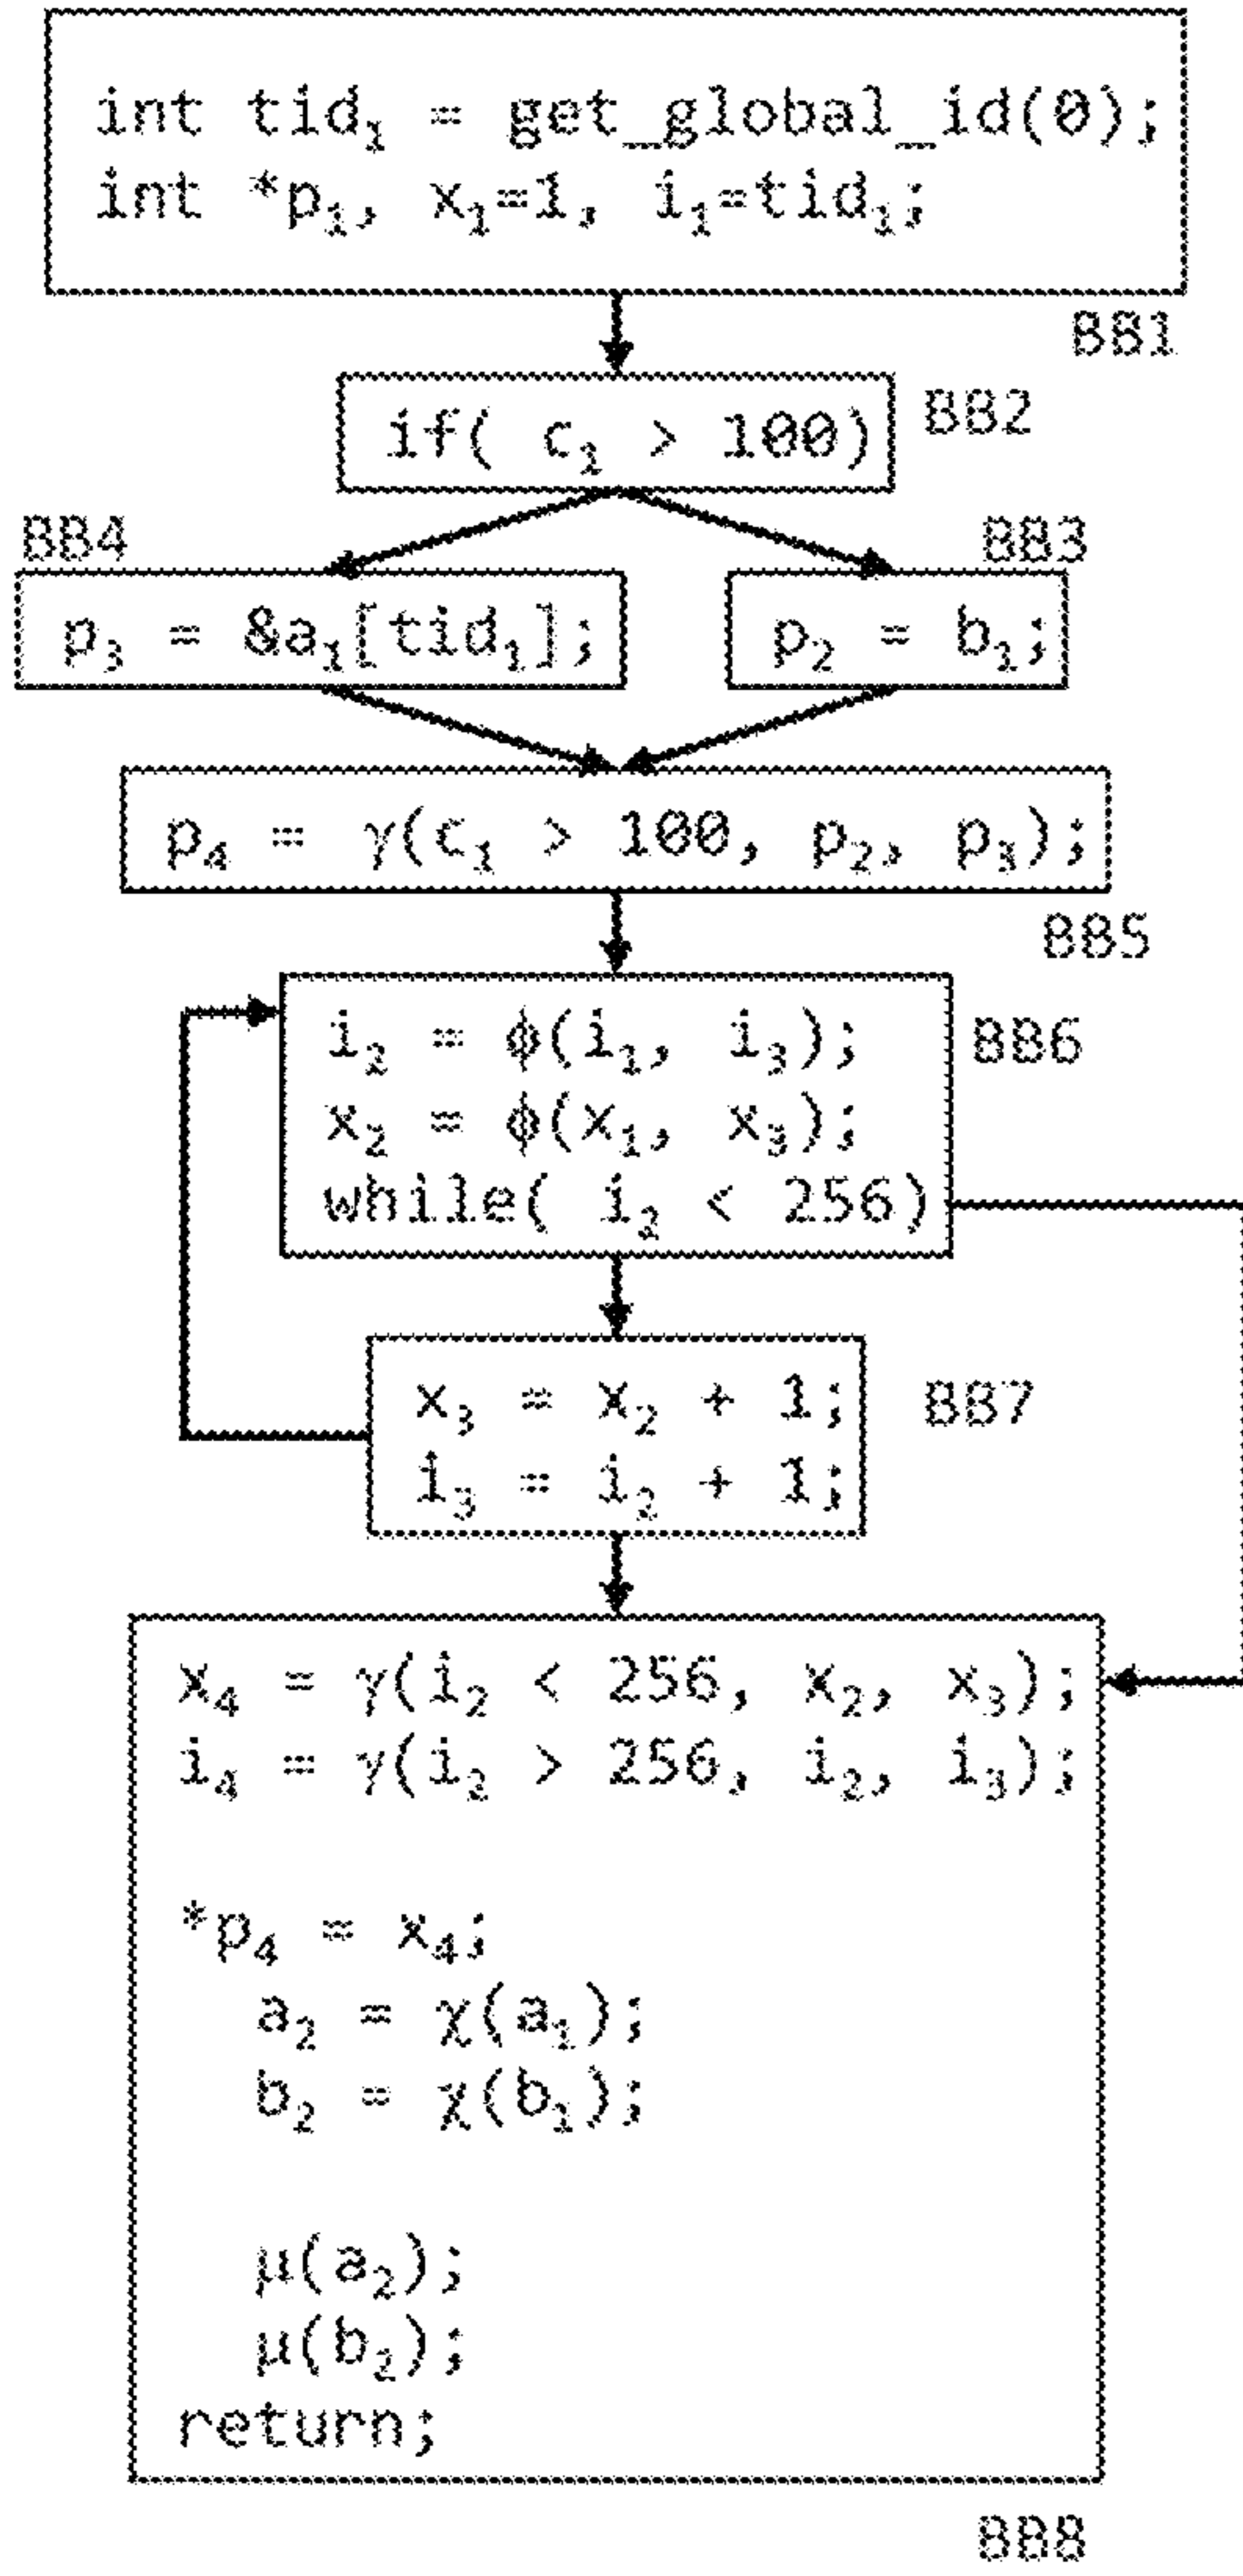 int tid₁ = get_global_id(0);
int *p₁, x₁=1, i₁=tid₁;
BB1
if( c₁ > 100)
BB2
BB4
BB3
p₃ = &a₁[tid₁];
p₂ = b₁;
p₄ = γ(c₁ > 100, p₂, p₃);
BB5
i₂ = ϕ(i₁, i₃);
x₂ = ϕ(x₁, x₃);
while( i₂ < 256)
BB6
x₃ = x₂ + 1;
i₃ = i₂ + 1;
BB7
x₄ = γ(i₂ < 256, x₂, x₃);
i₄ = γ(i₂ > 256, i₂, i₃);
*p₄ = x₄;
a₂ = χ(a₁);
b₂ = χ(b₁);
μ(a₂);
μ(b₂);
return;
BB8